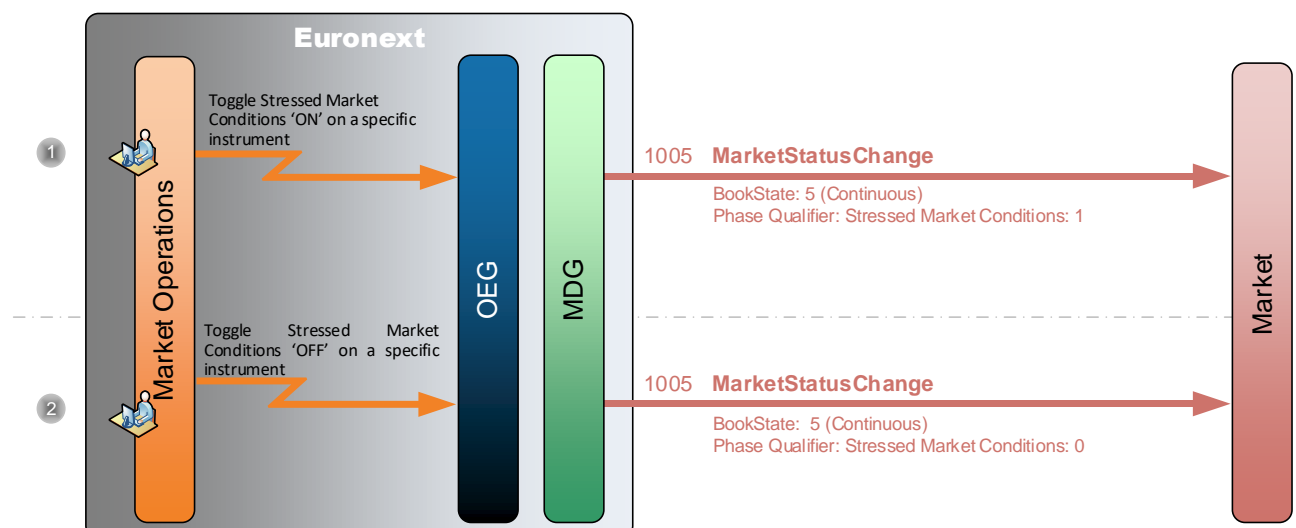 Euronext
Toggle Stressed Market
Conditions ‘ON’ on a specific
instrument
1
1005 MarketStatusChange
BookState: 5 (Continuous)
Phase Qualifier: Stressed Market Conditions: 1
Market Operations
OEG
MDG
Market
Toggle Stressed Market
Conditions ‘OFF’ on a specific
instrument
2
1005 MarketStatusChange
BookState: 5 (Continuous)
Phase Qualifier: Stressed Market Conditions: 0